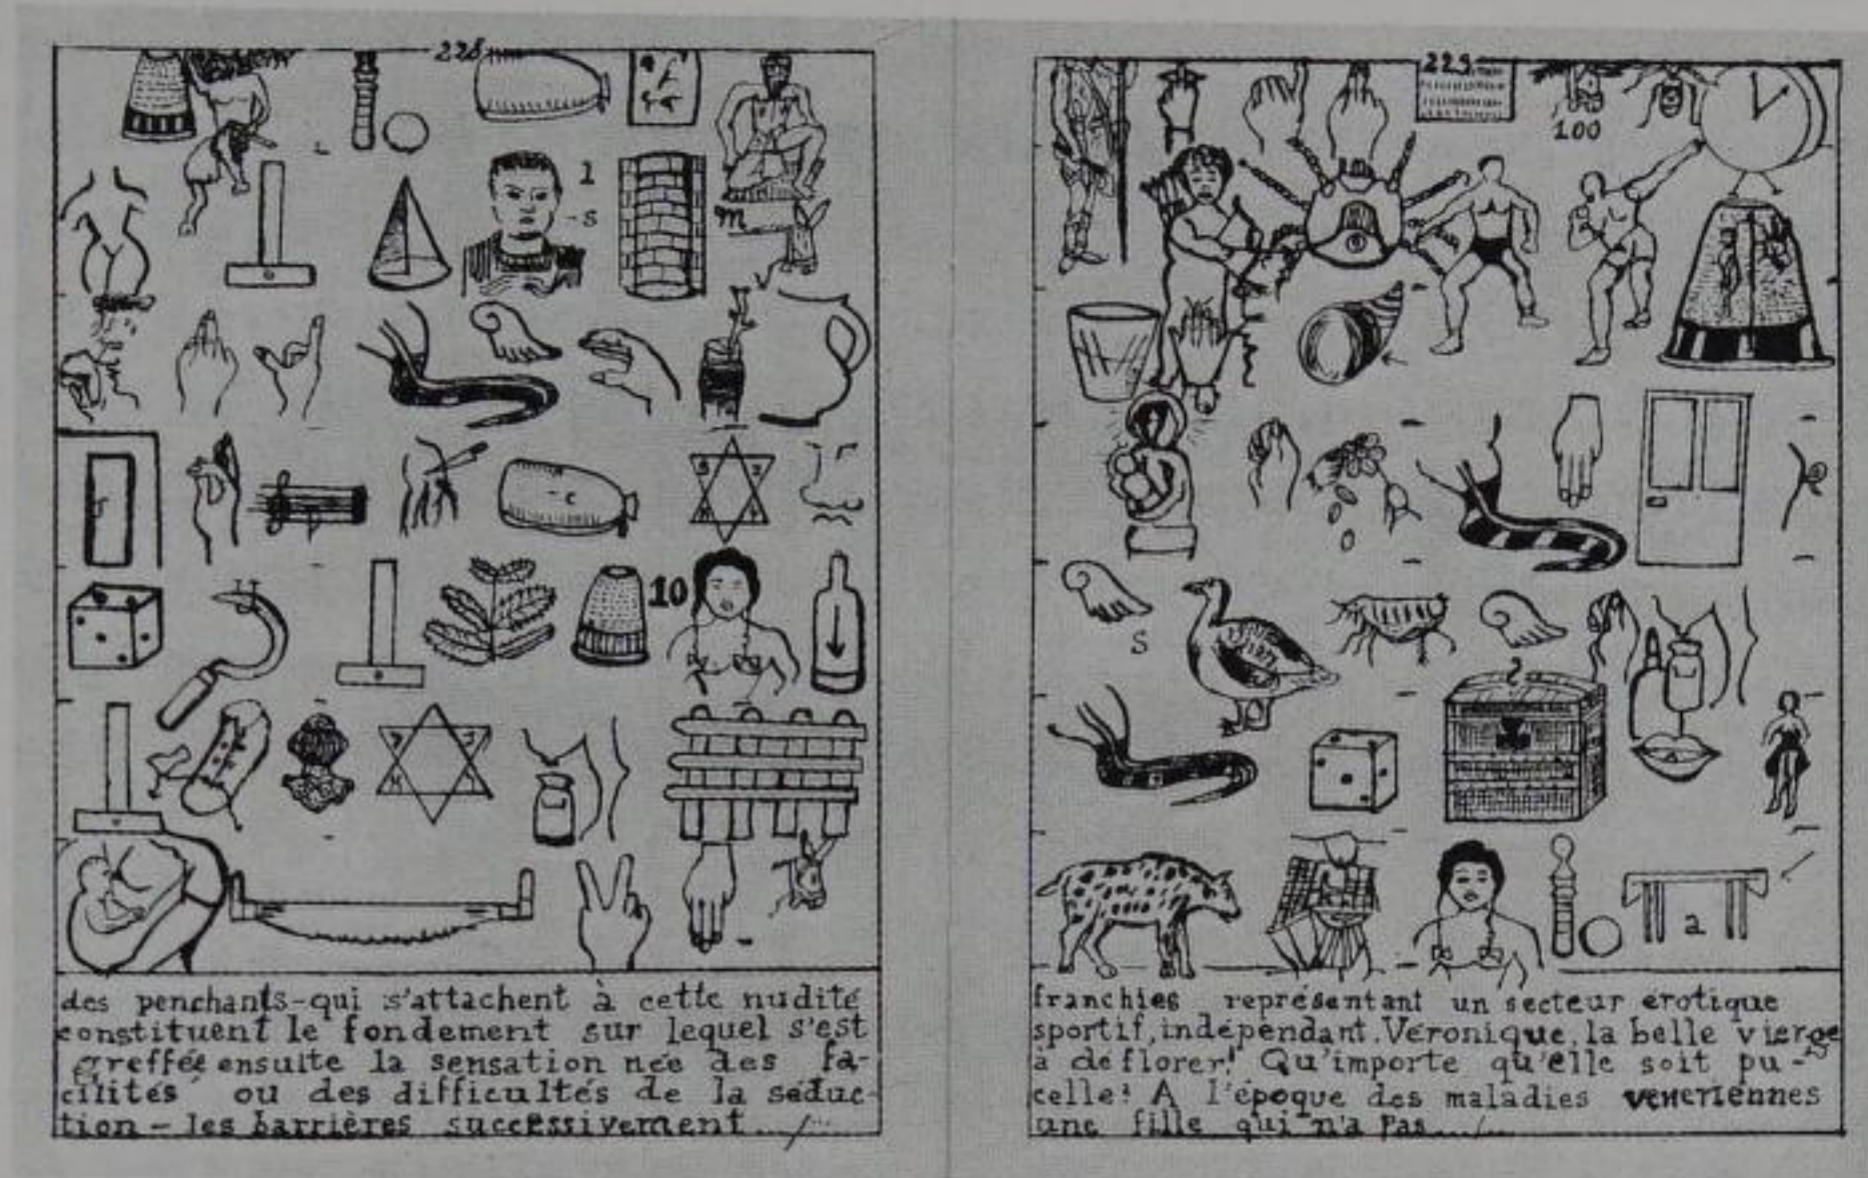 228
l
-s
m
-c
10
des penchants-qui s'attachent à cette nudité
constituent le fondement sur lequel s'est
greffée ensuite la sensation née des fa-
cilités ou des difficultés de la séduc-
tion - les barrières successivement.../...
229
100
S
2
a
franchies représentant un secteur erotique
sportif, indépendant. Véronique, la belle vierge
à déflorer! Qu'importe qu'elle soit pu-
celle? A l'époque des maladies veneriennes
une fille qui n'a pas.../...